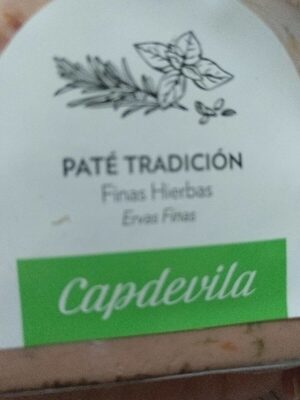 PATÉ TRADICIÓN
Finas Hierbas
Ervas Finas
Capdevila